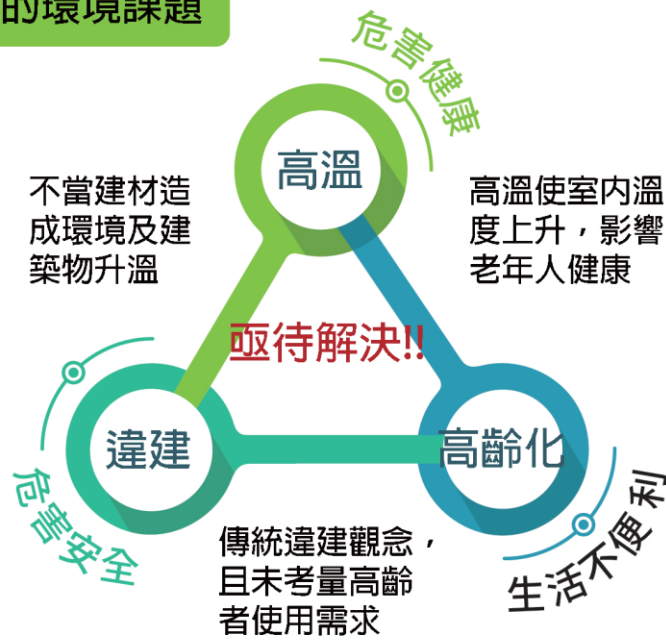 的環境課題
危害健康
高溫
不當建材造
成環境及建
築物升溫
高溫使室內溫
度上升，影響
老年人健康
亟待解決!!
違建
高齡化
危害安全
生活不便利
傳統違建觀念，
且未考量高齡
者使用需求